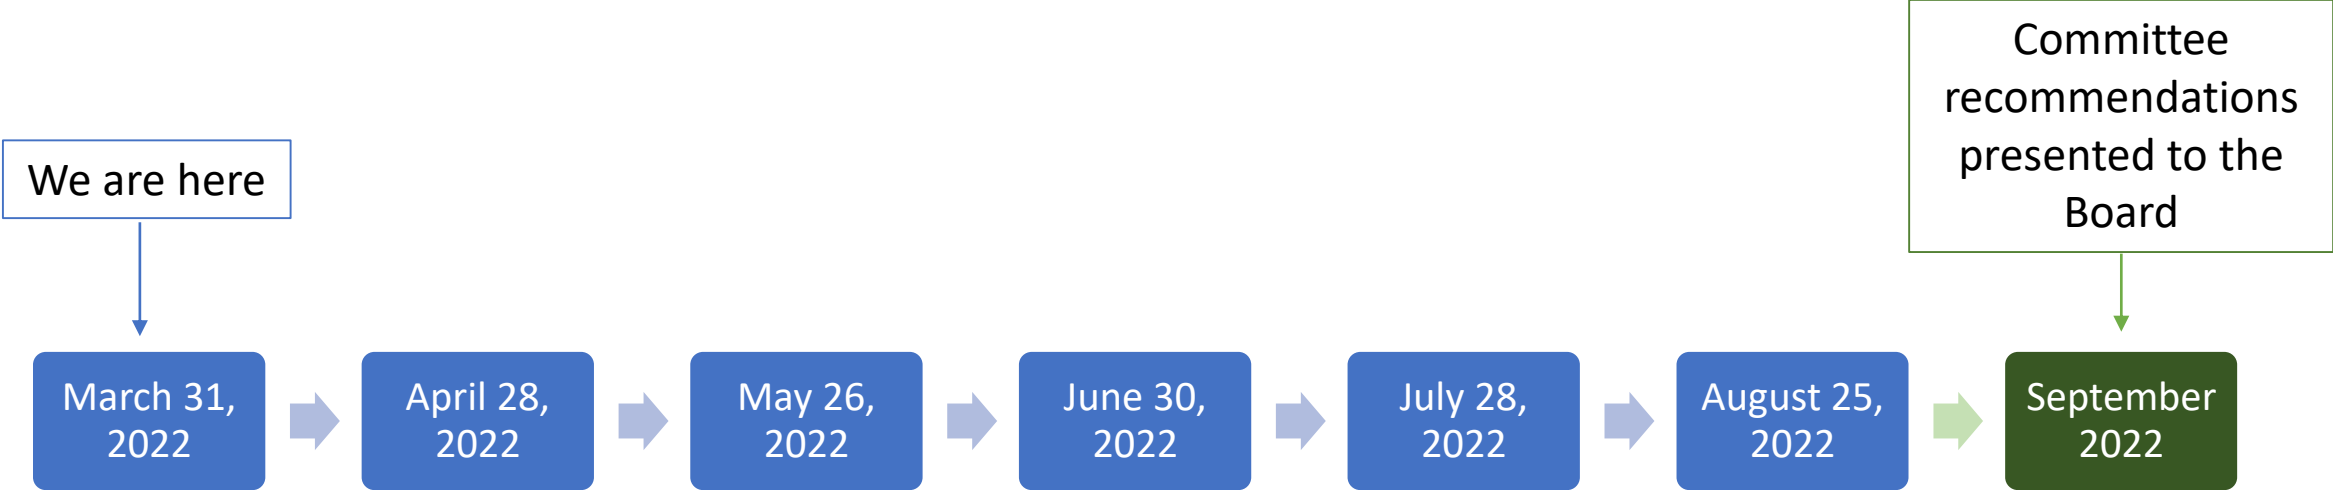 Committee
recommendations
presented to the
Board
We are here
March 31,
2022
April 28,
2022
May 26,
2022
June 30,
2022
July 28,
2022
August 25,
2022
September
2022